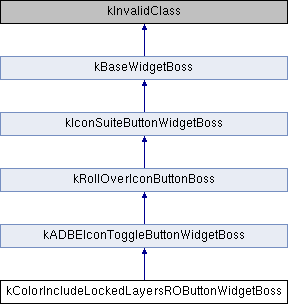 kInvalidClass
kBaseWidgetBoss
kIconSuiteButtonWidgetBoss
kRollOverIconButtonBoss
kADBEIconToggleButtonWidgetBoss
kColorIncludeLockedLayersROButtonWidgetBoss